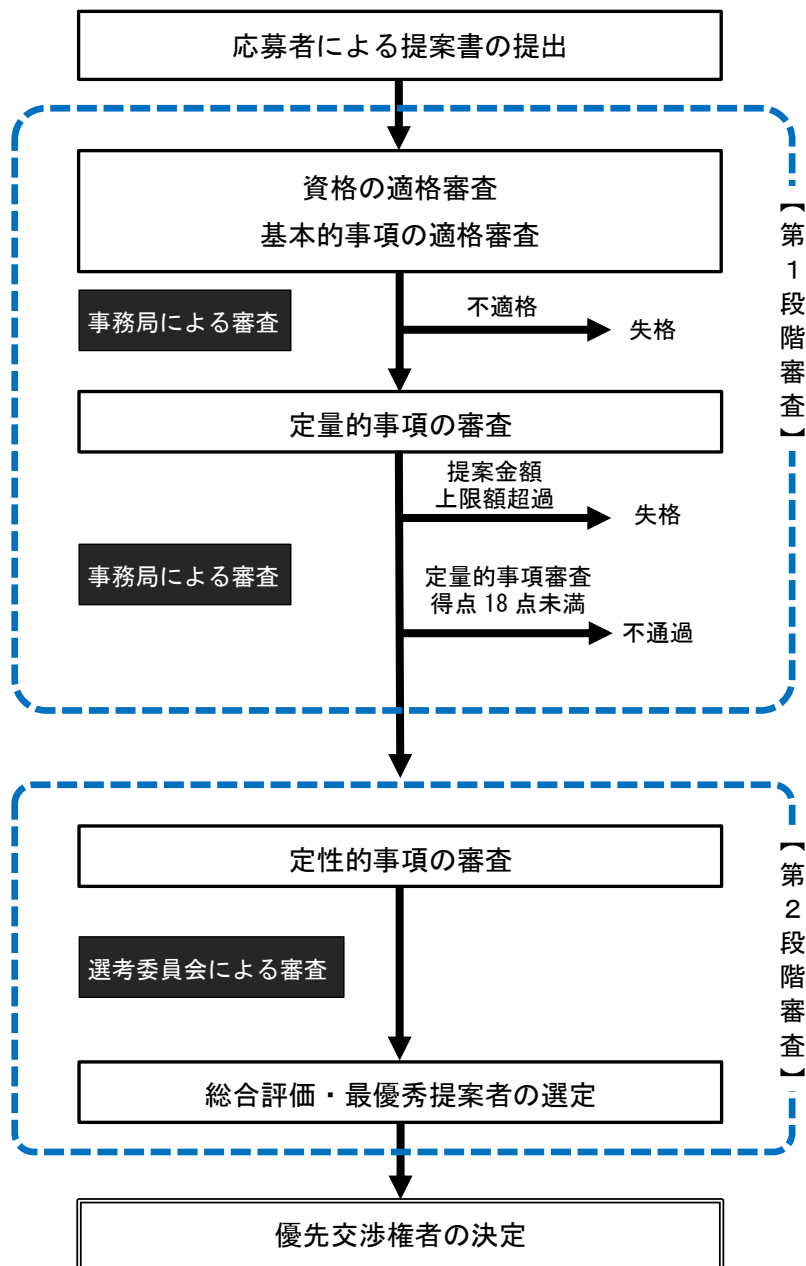 応募者による提案書の提出
資格の適格審査
基本的事項の適格審査
【第１段階審査】
事務局による審査
不適格
失格
定量的事項の審査
提案金額
上限額超過
失格
事務局による審査
定量的事項審査
得点 18 点未満
不通過
定性的事項の審査
【第２段階審査】
選考委員会による審査
総合評価・最優秀提案者の選定
優先交渉権者の決定